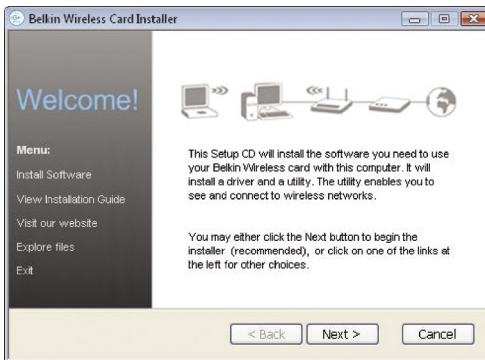 Belkin Wireless Card Installer
Welcome!
Menu:
Install Software
View Installation Guide
Visit our website
Explore files
Exit
This Setup CD will install the software you need to use
your Belkin Wireless card with this computer. It will
install a driver and a utility. The utility enables you to
see and connect to wireless networks.
You may either click the Next button to begin the
installer (recommended), or click on one of the links at
the left for other choices.
< Back
Next >
Cancel